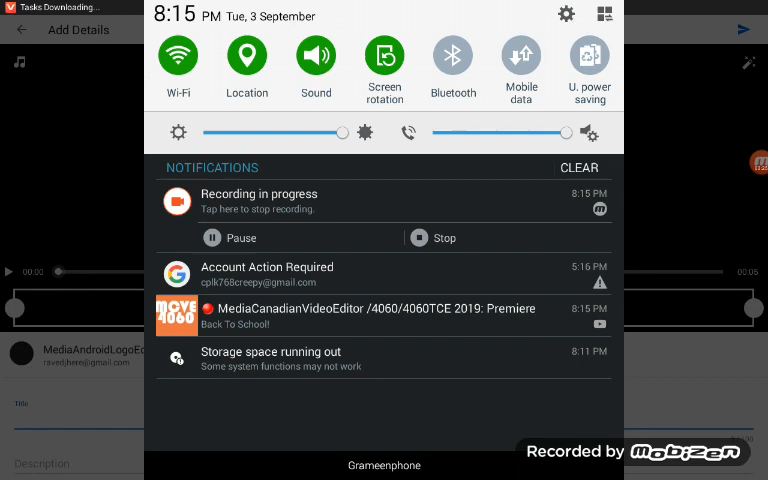 Tasks Downloading...
8:15 PM Tue, 3 September
Add Details
Wi-Fi
Location
Sound
Screen rotation
Bluetooth
Mobile data
U. power saving
NOTIFICATIONS
CLEAR
Recording in progress
8:15 PM
Tap here to stop recording.
Pause
Stop
Account Action Required
5:16 PM
cplk768creepy@gmail.com
MCVE 4060
MediaCanadianVideoEditor /4060/4060TCE 2019: Premiere
8:15 PM
Back To School!
Storage space running out
8:11 PM
Some system functions may not work
00:00
00:05
MediaAndroidLogoEd
ravedjhere@gmail.com
Title
Description
Recorded by Mobizen
Grameenphone